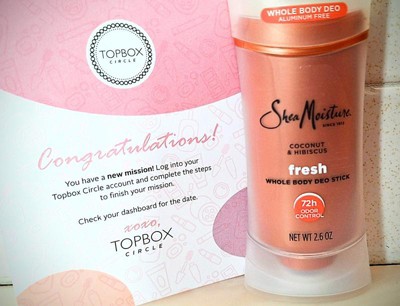 TOPBOX
CIRCLE
Congratulations!
You have a new mission! Log into your
Topbox Circle account and complete the steps
to finish your mission.
Check your dashboard for the date.
xoxo,
TOPBOX
CIRCLE
WHOLE BODY DEO
ALUMINUM FREE
SheaMoisture
SINCE 1912
COCONUT
& HIBISCUS
fresh
WHOLE BODY DEO STICK
72h
ODOR
CONTROL
NET WT 2.6 OZ